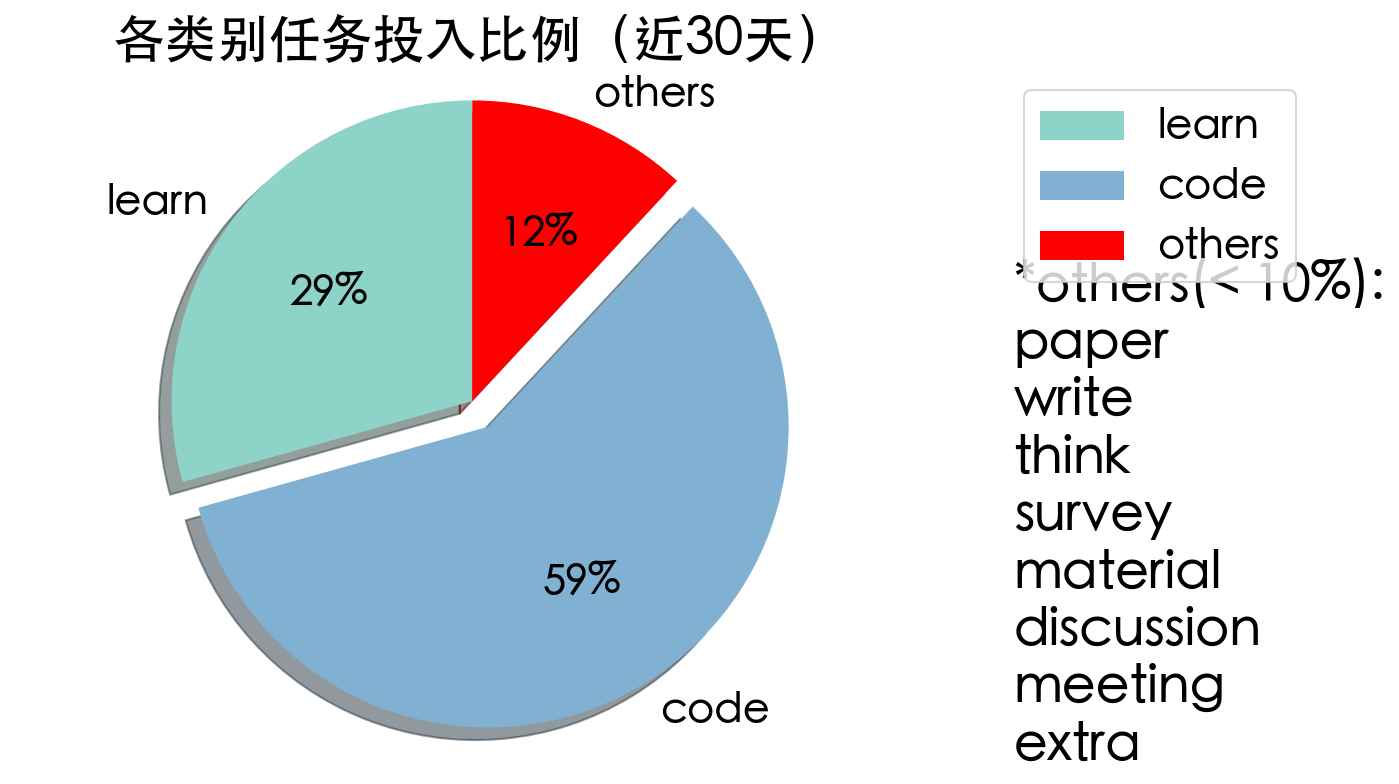 各类别任务投入比例（近30天）
others
learn
12%
29%
59%
code
learn
code
others
*others(< 10%):
paper
write
think
survey
material
discussion
meeting
extra